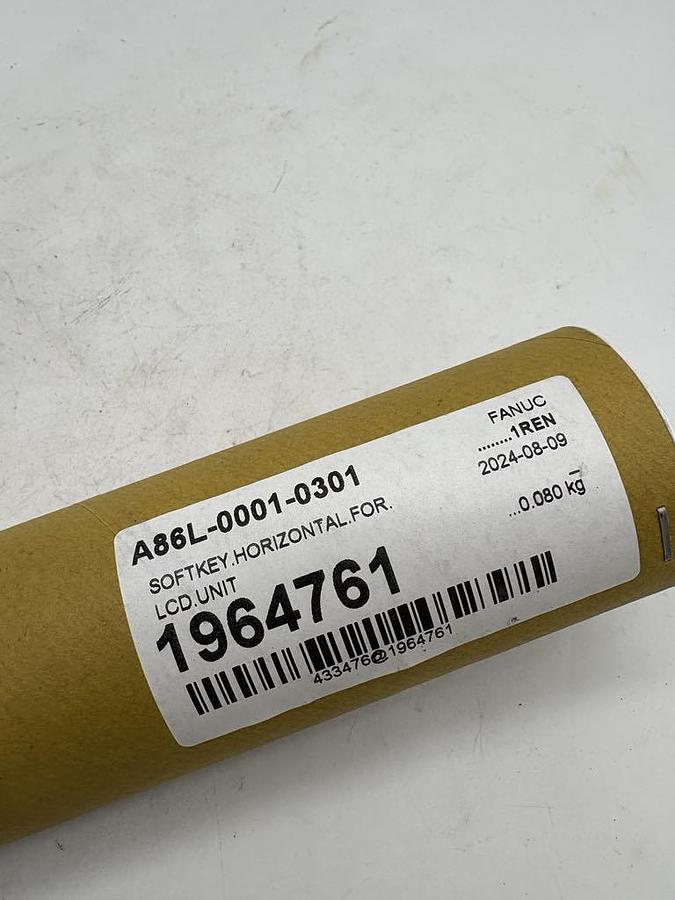 FANUC
........1REN
2024-08-09
...0.080 kg
A86L-0001-0301
SOFTKEY.HORIZONTAL.FOR.
LCD.UNIT
1964761
433476@1964761